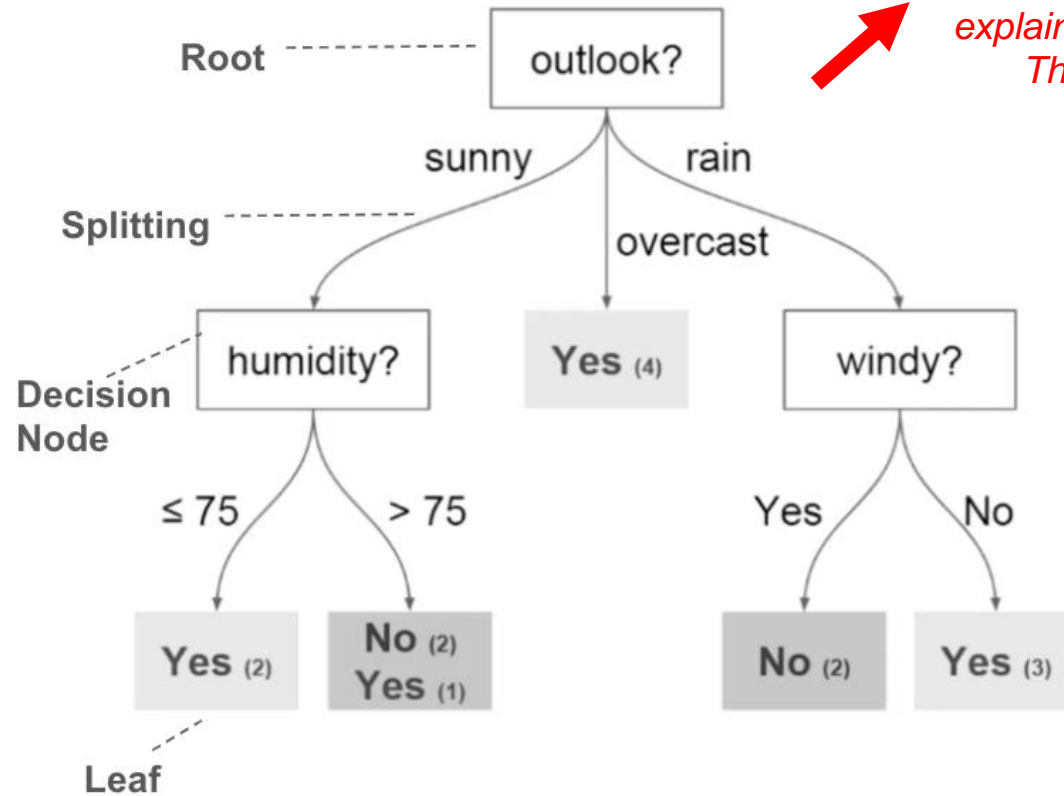 explain
Th
Root
outlook?
sunny
rain
Splitting
overcast
humidity?
Yes (4)
windy?
Decision
Node
≤ 75
> 75
Yes
No
Yes (2)
No (2)
Yes (1)
No (2)
Yes (3)
Leaf